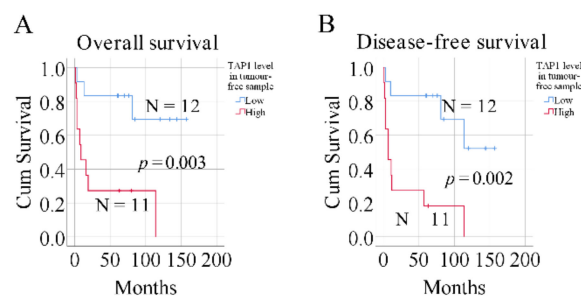 A
Overall survival
TAP1 level
in tumour-
free sample
Low
High
Cum Survival
1.0
0.8
0.6
0.4
0.2
0.0
N = 12
p = 0.003
N = 11
0 50 100 150 200
Months
B
Disease-free survival
TAP1 level
in tumour-
free sample
Low
High
Cum Survival
1.0
0.8
0.6
0.4
0.2
0.0
N = 12
p = 0.002
N 11
0 50 100 150 200
Months